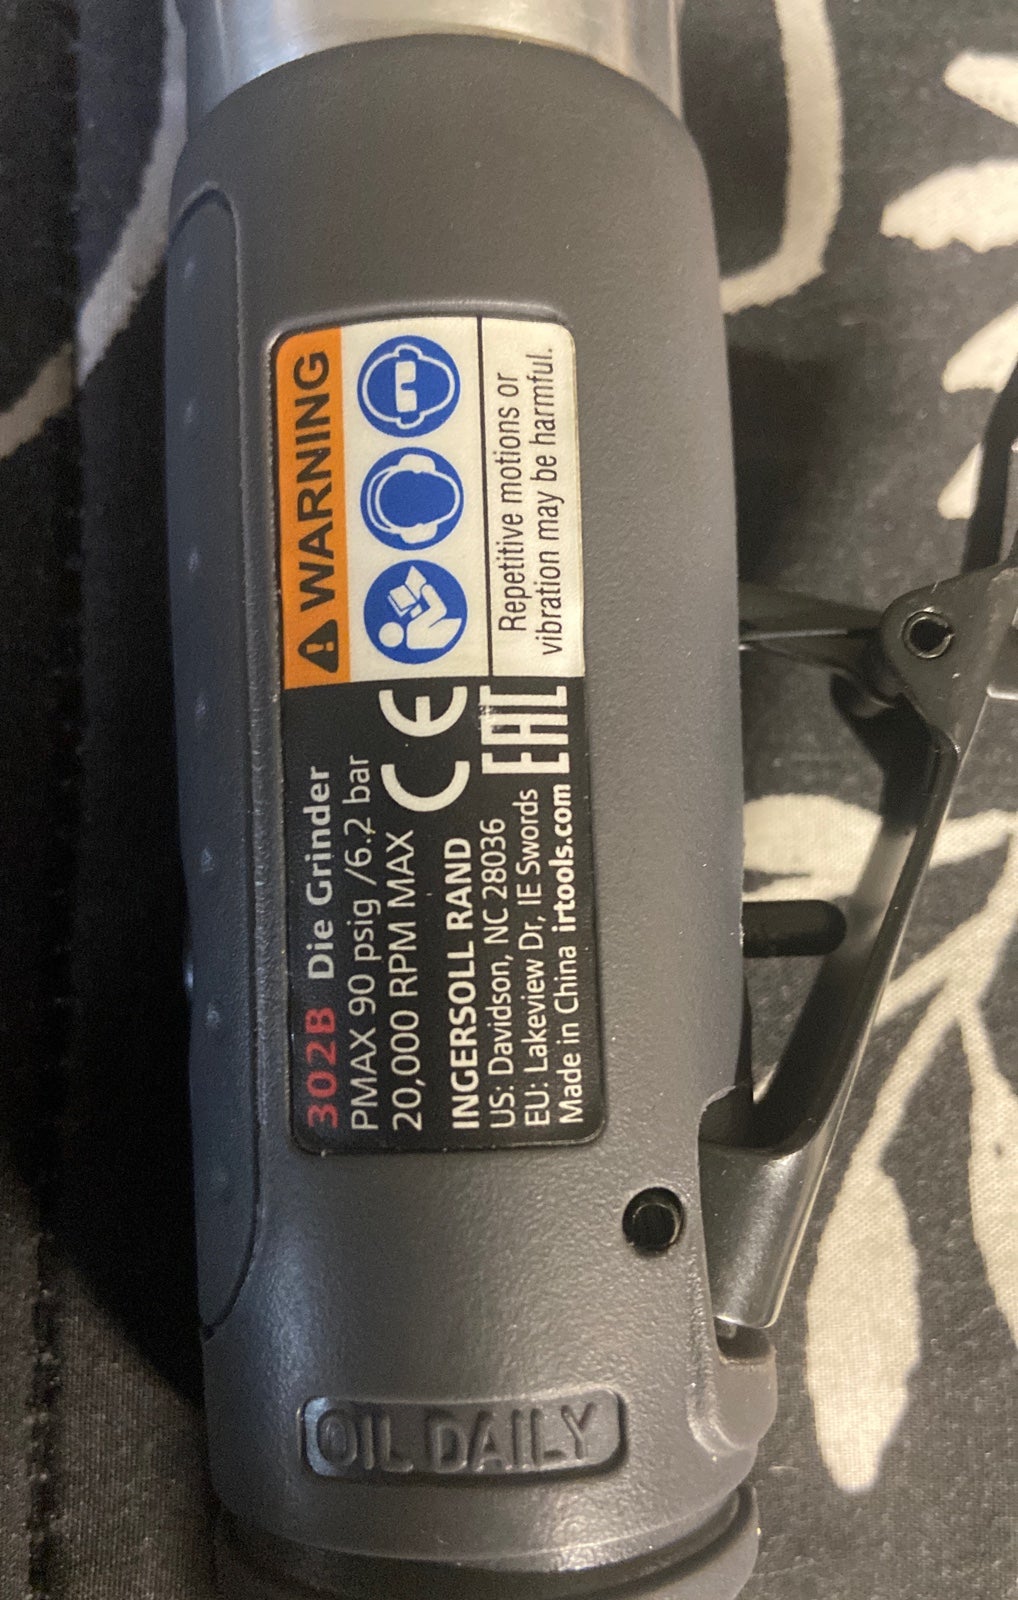 ⚠ WARNING
Repetitive motions or
vibration may be harmful.
302B Die Grinder
PMAX 90 psig /6.2 bar
20,000 RPM MAX
CE
INGERSOLL RAND
US: Davidson, NC 28036
EU: Lakeview Dr, IE Swords
Made in China irtools.com
EAC
OIL DAILY